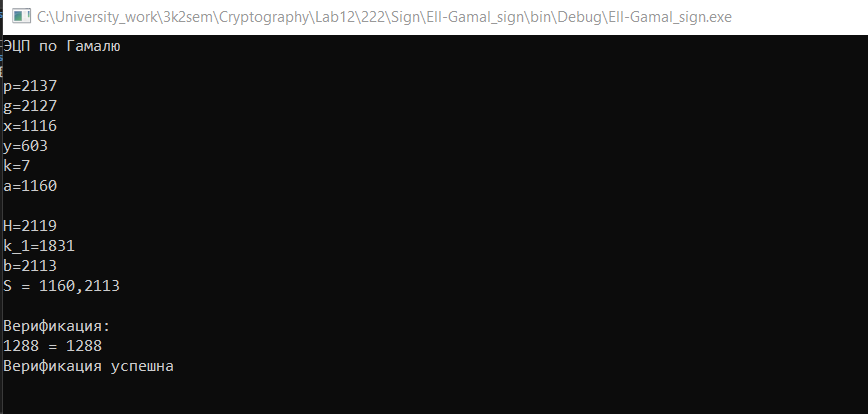 C:\University_work\3k2sem\Cryptography\Lab12\222\Sign\Ell-Gamal_sign\bin\Debug\Ell-Gamal_sign.exe
ЭЦП по Гамалю
p=2137
g=2127
x=1116
y=603
k=7
a=1160
H=2119
k_1=1831
b=2113
S = 1160,2113
Верификация:
1288 = 1288
Верификация успешна